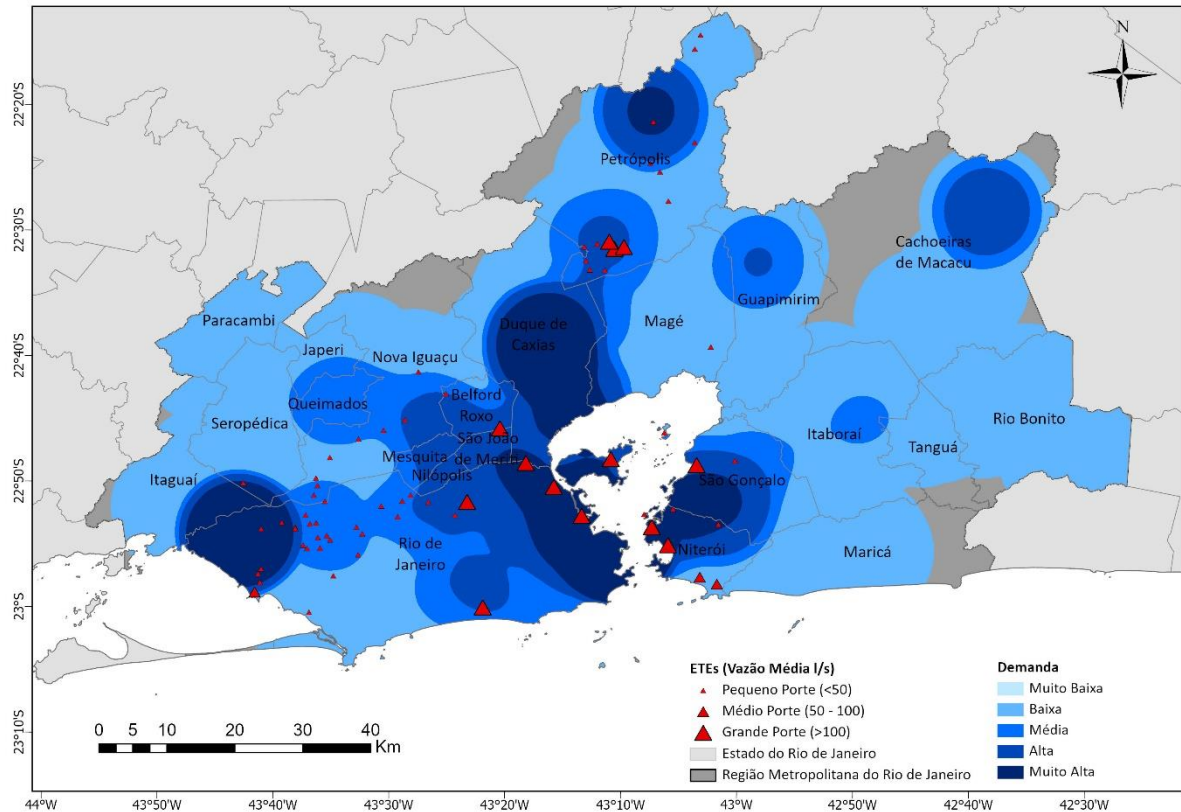 N
22°20'S
22°30'S
22°40'S
22°50'S
23°S
23°10'S
Petrópolis
Cachoeiras
de Macacu
Guapimirim
Paracambi
Duque de
Caxias
Magé
Japeri
Nova Iguaçu
Queimados
Belford
Roxo
Seropédica
São João
de Meriti
Itaboraí
Rio Bonito
Tanguá
Mesquita
Nilópolis
Itaguaí
São Gonçalo
Rio de
Janeiro
Niterói
Maricá
0 5 10 20 30 40
Km
ETEs (Vazão Média l/s)
Pequeno Porte (<50)
Médio Porte (50 - 100)
Grande Porte (>100)
Estado do Rio de Janeiro
Região Metropolitana do Rio de Janeiro
Demanda
Muito Baixa
Baixa
Média
Alta
Muito Alta
44°W 43°50'W 43°40'W 43°30'W 43°20'W 43°10'W 43°W 42°50'W 42°40'W 42°30'W